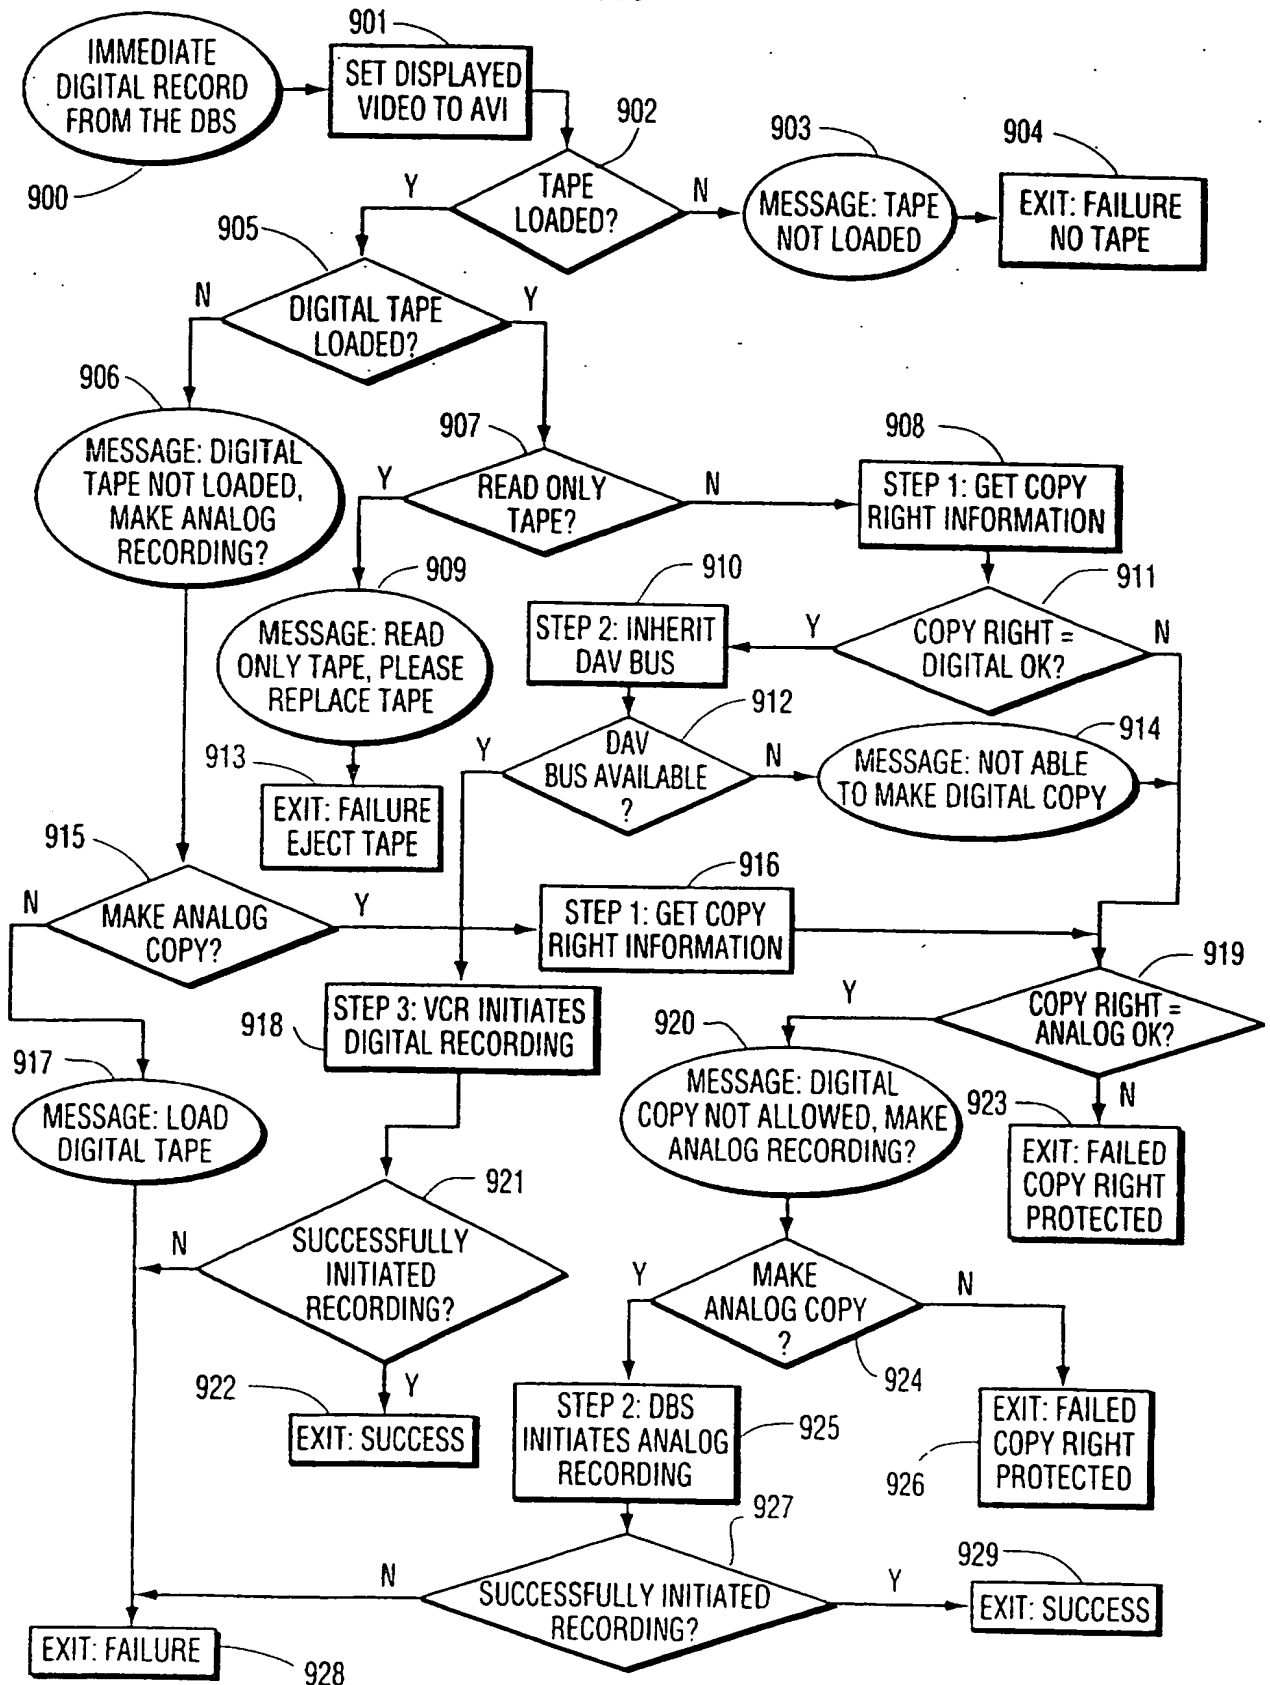 901
IMMEDIATE
DIGITAL RECORD
FROM THE DBS
900
SET DISPLAYED
VIDEO TO AVI
902
TAPE
LOADED?
Y
N
903
MESSAGE: TAPE
NOT LOADED
904
EXIT: FAILURE
NO TAPE
905
DIGITAL TAPE
LOADED?
N
Y
906
MESSAGE: DIGITAL
TAPE NOT LOADED,
MAKE ANALOG
RECORDING?
907
READ ONLY
TAPE?
Y
N
908
STEP 1: GET COPY
RIGHT INFORMATION
909
MESSAGE: READ
ONLY TAPE, PLEASE
REPLACE TAPE
910
STEP 2: INHERIT
DAV BUS
911
COPY RIGHT =
DIGITAL OK?
Y
N
912
DAV
BUS AVAILABLE
?
Y
N
913
EXIT: FAILURE
EJECT TAPE
914
MESSAGE: NOT ABLE
TO MAKE DIGITAL COPY
915
MAKE ANALOG
COPY?
N
Y
916
STEP 1: GET COPY
RIGHT INFORMATION
917
MESSAGE: LOAD
DIGITAL TAPE
918
STEP 3: VCR INITIATES
DIGITAL RECORDING
919
COPY RIGHT =
ANALOG OK?
Y
N
920
MESSAGE: DIGITAL
COPY NOT ALLOWED, MAKE
ANALOG RECORDING?
923
EXIT: FAILED
COPY RIGHT
PROTECTED
921
SUCCESSFULLY
INITIATED
RECORDING?
N
Y
922
EXIT: SUCCESS
MAKE
ANALOG COPY
?
Y
N
924
STEP 2: DBS
INITIATES ANALOG
RECORDING
925
EXIT: FAILED
COPY RIGHT
PROTECTED
926
927
SUCCESSFULLY INITIATED
RECORDING?
N
Y
929
EXIT: SUCCESS
EXIT: FAILURE
928